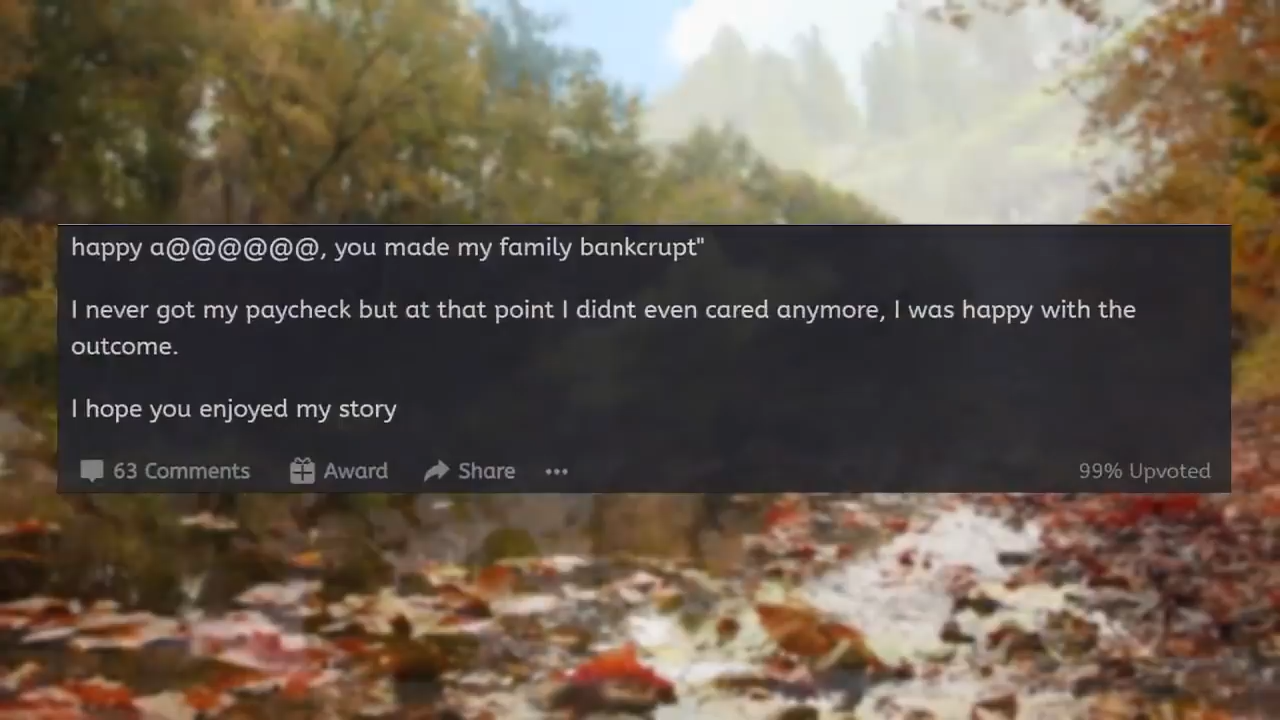 happy a@@@@@@, you made my family bankcrupt"
I never got my paycheck but at that point I didnt even cared anymore, I was happy with the
outcome.
I hope you enjoyed my story
63 Comments Award Share ••• 99% Upvoted